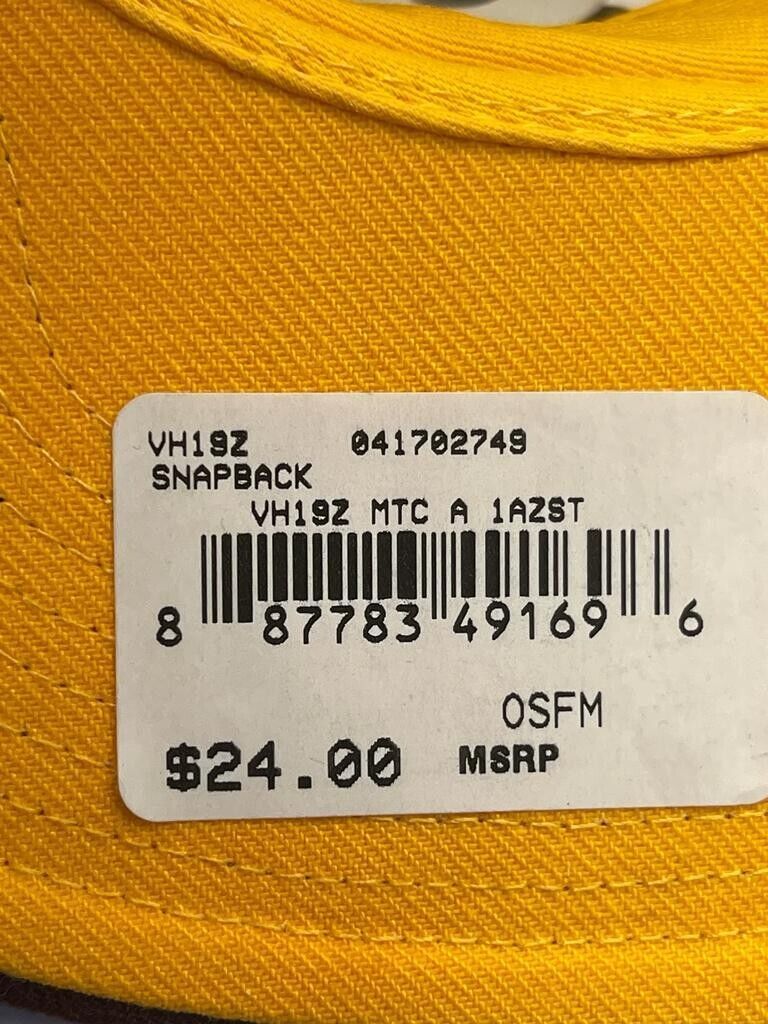 VH19Z 041702749
SNAPBACK
VH19Z MTC A 1AZST
8 87783 49169 6
OSFM
$24.00 MSRP